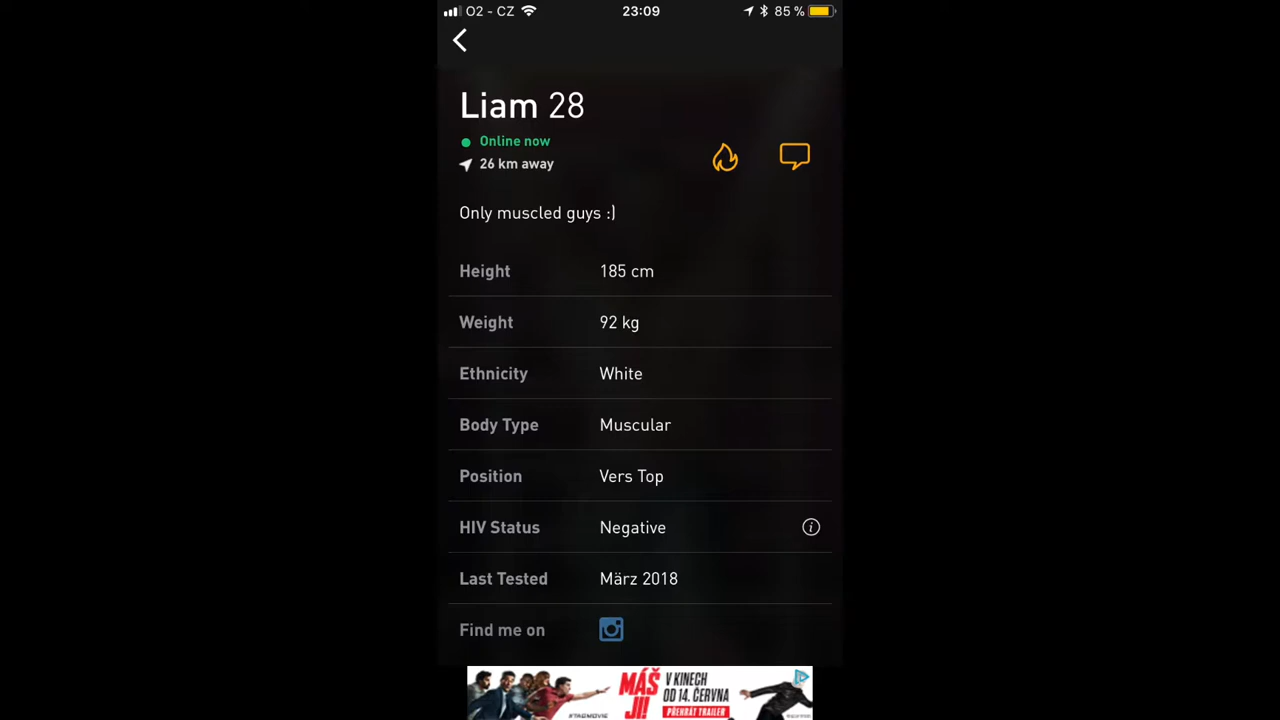 O2 - CZ 23:09 85 %
Liam 28
Online now
26 km away
Only muscled guys :)
Height 185 cm
Weight 92 kg
Ethnicity White
Body Type Muscular
Position Vers Top
HIV Status Negative
Last Tested März 2018
Find me on
MÁŠ JI!
V KINECH
OD 14. ČERVNA
PŘEHRÁT TRAILER
#TAGMOVIE